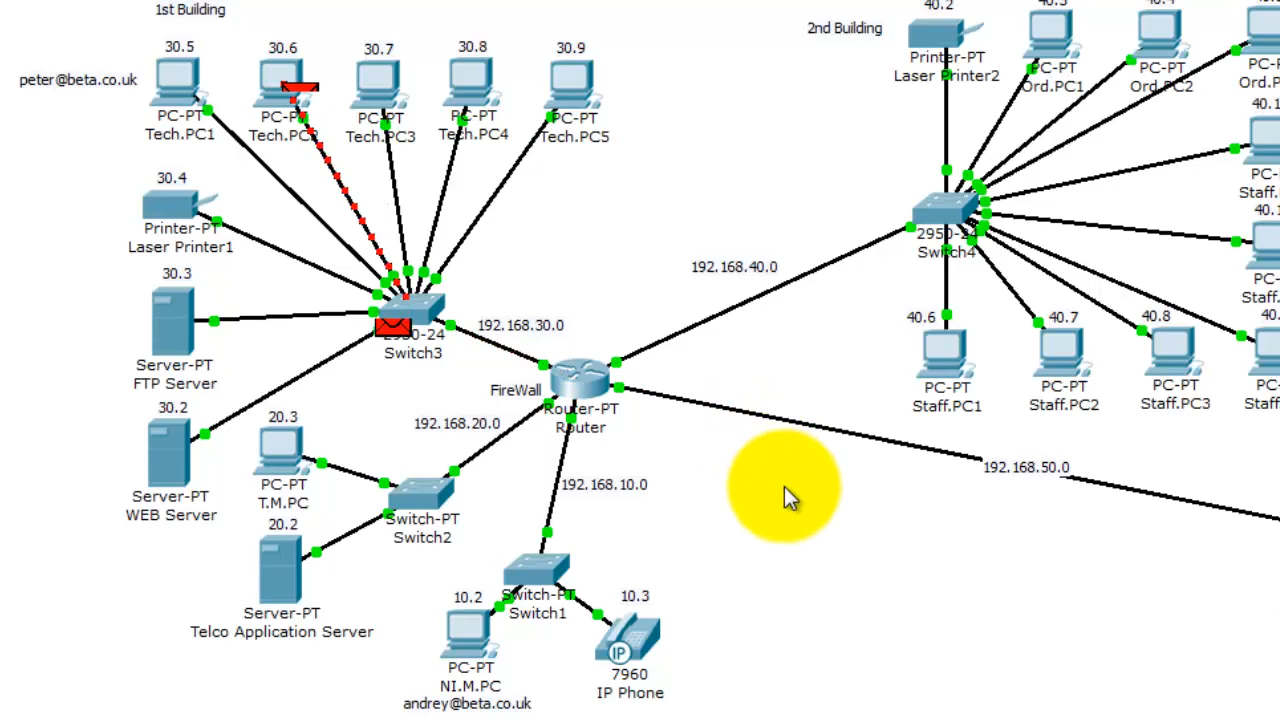 1st Building
30.5
30.6
30.7
30.8
30.9
peter@beta.co.uk
PC-PT
Tech.PC1
PC-PT
PC-PT
Tech.PC3
PC-PT
Tech.PC4
PC-PT
Tech.PC5
30.4
Printer-PT
Laser Printer1
30.3
Server-PT
FTP Server
192.168.30.0
2950-24
Switch3
30.2
Server-PT
WEB Server
FireWall
Router-PT
Router
192.168.20.0
20.3
PC-PT
T.M.PC
Switch-PT
Switch2
20.2
Server-PT
Telco Application Server
192.168.10.0
Switch-PT
Switch1
10.2
PC-PT
NI.M.PC
andrey@beta.co.uk
10.3
IP
7960
IP Phone
192.168.40.0
192.168.50.0
2nd Building
40.2
Printer-PT
Laser Printer2
PC-PT
Ord.PC1
PC-PT
Ord.PC2
2950-24
Switch4
40.6
PC-PT
Staff.PC1
40.7
PC-PT
Staff.PC2
40.8
PC-PT
Staff.PC3